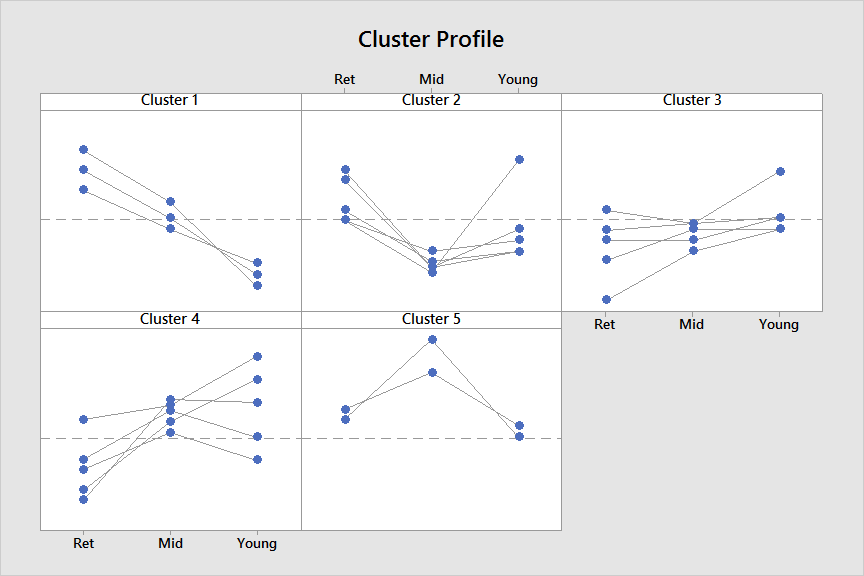 Cluster Profile
Ret Mid Young
Cluster 1 Cluster 2 Cluster 3
Cluster 4 Cluster 5
Ret Mid Young
Ret Mid Young